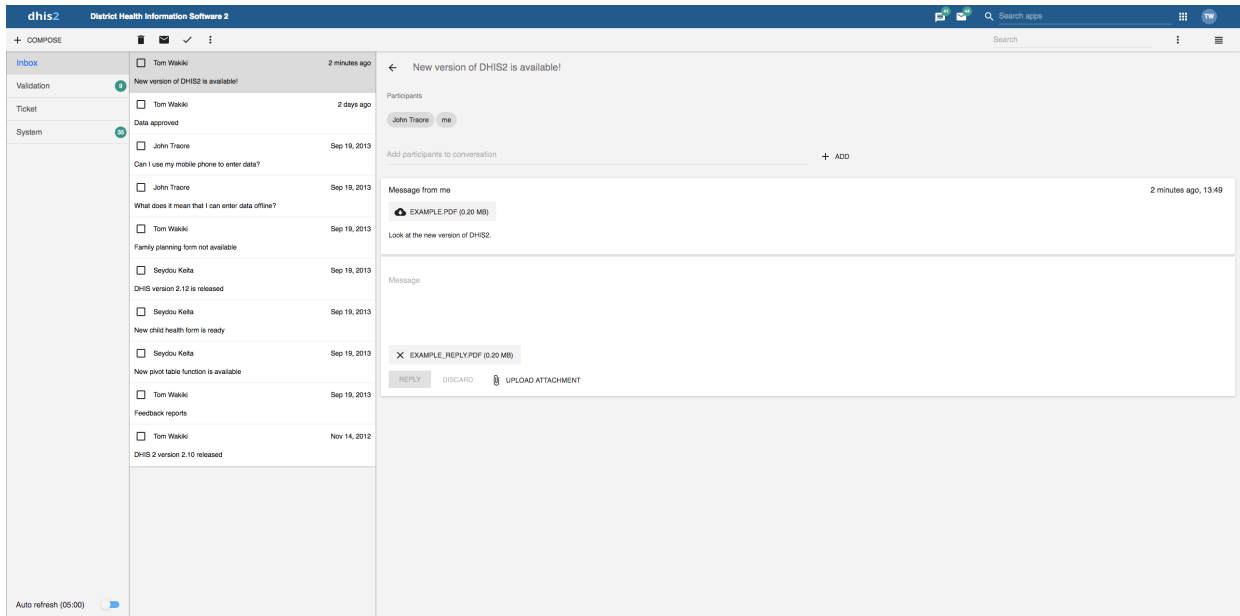 dhis2 District Health Information Software 2 41 44 Search apps TW
+ COMPOSE Search
Inbox
Validation 9
Ticket
System 35
Auto refresh (05:00)
Tom Wakiki 2 minutes ago
New version of DHIS2 is available!
Tom Wakiki 2 days ago
Data approved
John Traore Sep 19, 2013
Can I use my mobile phone to enter data?
John Traore Sep 19, 2013
What does it mean that I can enter data offline?
Tom Wakiki Sep 19, 2013
Family planning form not available
Seydou Keita Sep 19, 2013
DHIS version 2.12 is released
Seydou Keita Sep 19, 2013
New child health form is ready
Seydou Keita Sep 19, 2013
New pivot table function is available
Tom Wakiki Sep 19, 2013
Feedback reports
Tom Wakiki Nov 14, 2012
DHIS 2 version 2.10 released
New version of DHIS2 is available!
Participants
John Traore me
Add participants to conversation + ADD
Message from me 2 minutes ago, 13:49
EXAMPLE.PDF (0.20 MB)
Look at the new version of DHIS2.
Message
EXAMPLE_REPLY.PDF (0.20 MB)
REPLY DISCARD UPLOAD ATTACHMENT